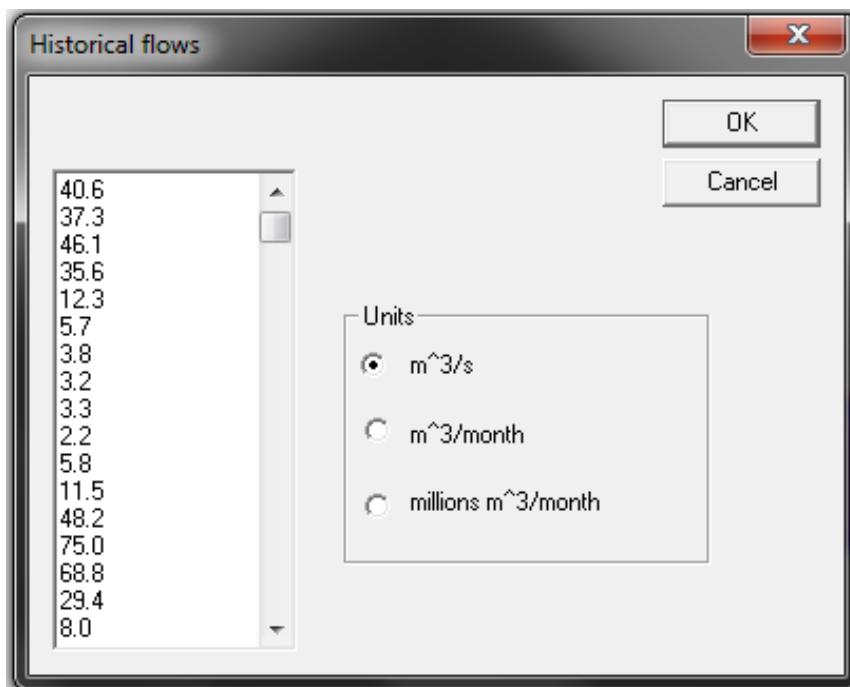 Historical flows
OK
Cancel
40.6
37.3
46.1
35.6
12.3
5.7
3.8
3.2
3.3
2.2
5.8
11.5
48.2
75.0
68.8
29.4
8.0
Units
m^3/s
m^3/month
millions m^3/month